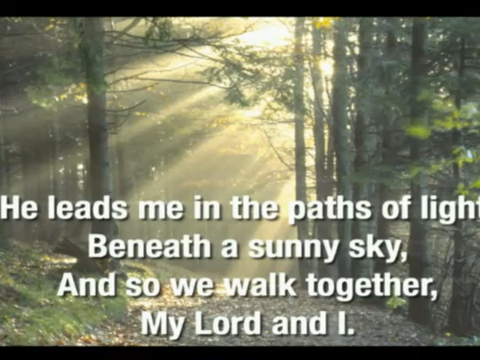 He leads me in the paths of light
Beneath a sunny sky,
And so we walk together,
My Lord and I.